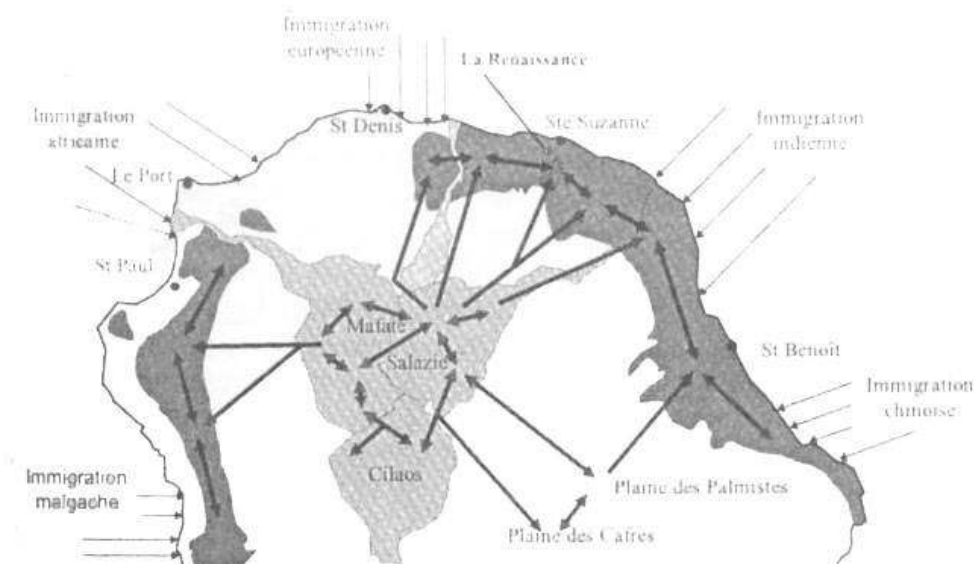 Immigration
européenne
La Renaissance
St Denis
Ste Suzanne
Immigration
africaine
Immigration
indienne
Le Port
St Paul
Mafate
Salazie
St Benoît
Immigration
chinoise
Cilaos
Immigration
malgache
Plaine des Palmistes
Plaine des Cafres